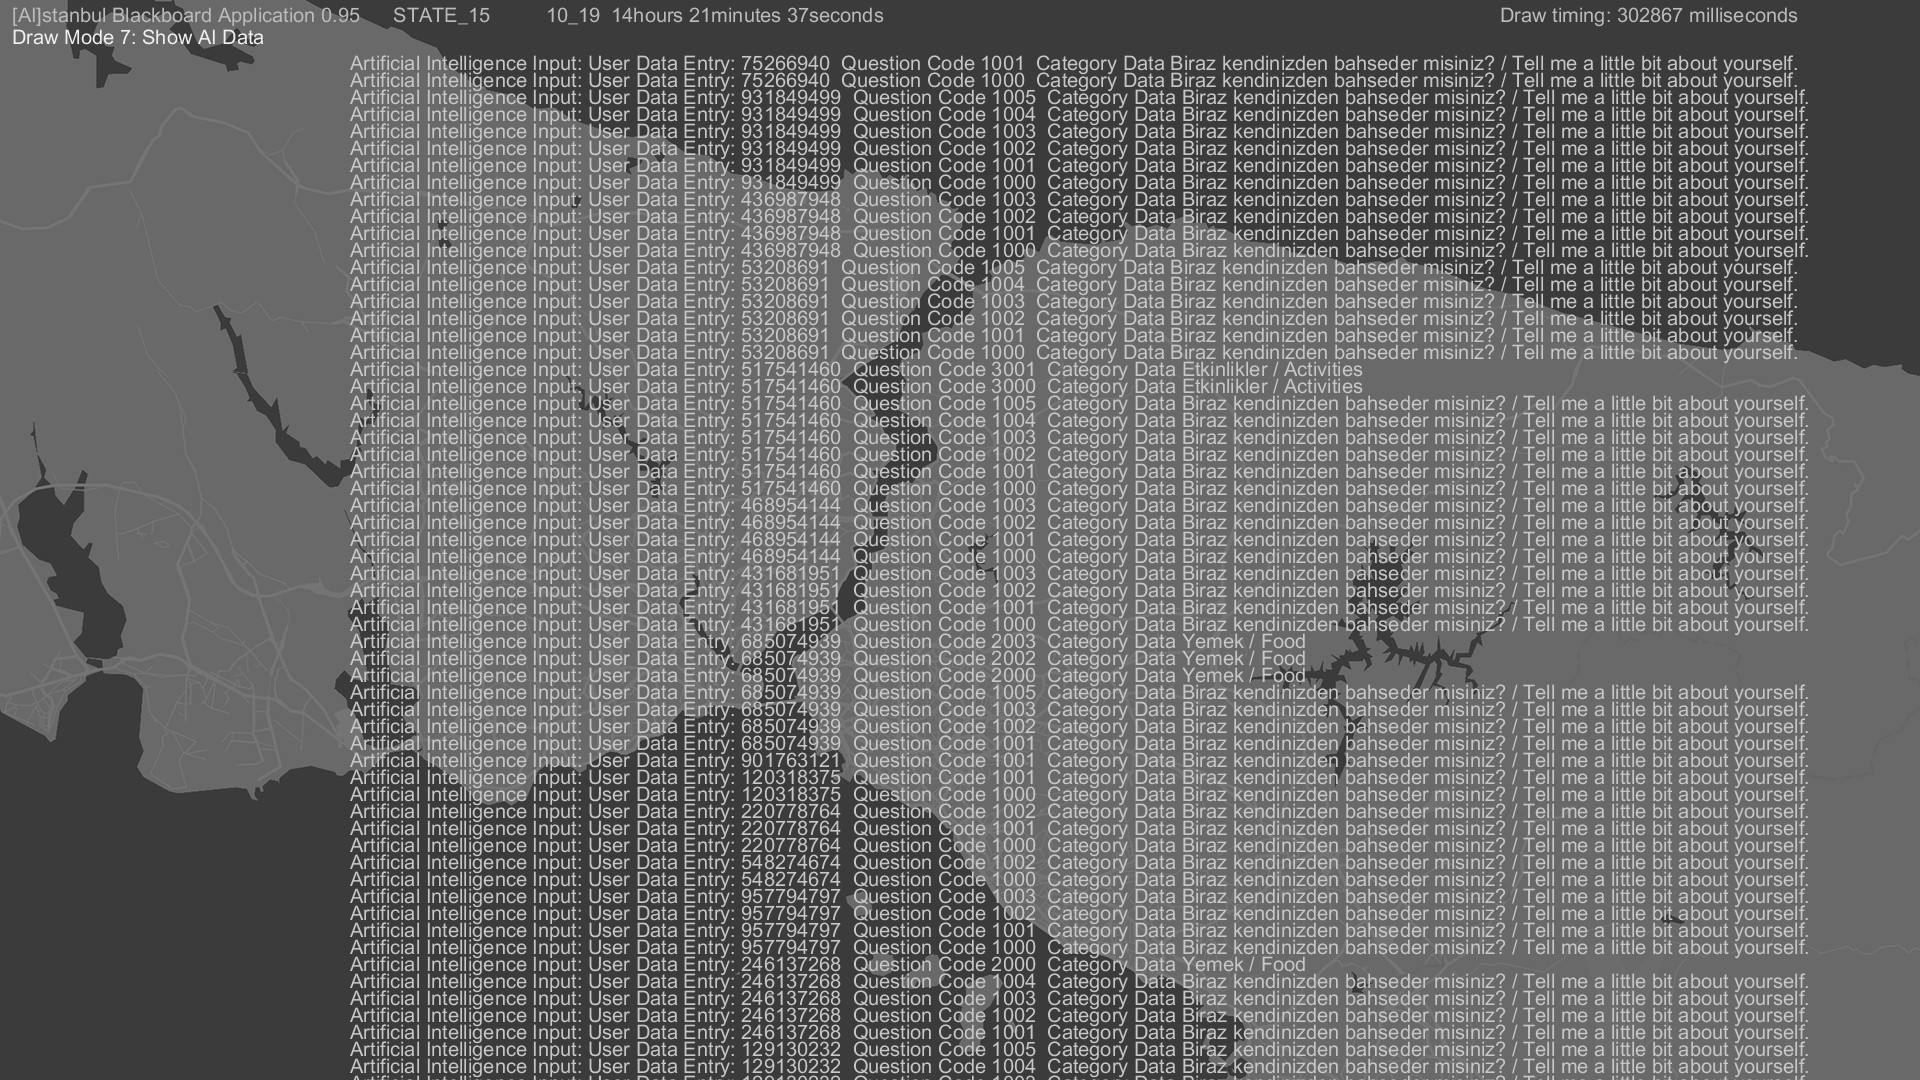 [AI]stanbul Blackboard Application 0.95 STATE_15 10_19 14hours 21minutes 37seconds Draw timing: 302867 milliseconds
Draw Mode 7: Show AI Data
Artificial Intelligence Input: User Data Entry: 75266940 Question Code 1001 Category Data Biraz kendinizden bahseder misiniz? / Tell me a little bit about yourself.
Artificial Intelligence Input: User Data Entry: 75266940 Question Code 1000 Category Data Biraz kendinizden bahseder misiniz? / Tell me a little bit about yourself.
Artificial Intelligence Input: User Data Entry: 931849499 Question Code 1005 Category Data Biraz kendinizden bahseder misiniz? / Tell me a little bit about yourself.
Artificial Intelligence Input: User Data Entry: 931849499 Question Code 1004 Category Data Biraz kendinizden bahseder misiniz? / Tell me a little bit about yourself.
Artificial Intelligence Input: User Data Entry: 931849499 Question Code 1003 Category Data Biraz kendinizden bahseder misiniz? / Tell me a little bit about yourself.
Artificial Intelligence Input: User Data Entry: 931849499 Question Code 1002 Category Data Biraz kendinizden bahseder misiniz? / Tell me a little bit about yourself.
Artificial Intelligence Input: User Data Entry: 931849499 Question Code 1001 Category Data Biraz kendinizden bahseder misiniz? / Tell me a little bit about yourself.
Artificial Intelligence Input: User Data Entry: 931849499 Question Code 1000 Category Data Biraz kendinizden bahseder misiniz? / Tell me a little bit about yourself.
Artificial Intelligence Input: User Data Entry: 436987948 Question Code 1003 Category Data Biraz kendinizden bahseder misiniz? / Tell me a little bit about yourself.
Artificial Intelligence Input: User Data Entry: 436987948 Question Code 1002 Category Data Biraz kendinizden bahseder misiniz? / Tell me a little bit about yourself.
Artificial Intelligence Input: User Data Entry: 436987948 Question Code 1001 Category Data Biraz kendinizden bahseder misiniz? / Tell me a little bit about yourself.
Artificial Intelligence Input: User Data Entry: 436987948 Question Code 1000 Category Data Biraz kendinizden bahseder misiniz? / Tell me a little bit about yourself.
Artificial Intelligence Input: User Data Entry: 53208691 Question Code 1005 Category Data Biraz kendinizden bahseder misiniz? / Tell me a little bit about yourself.
Artificial Intelligence Input: User Data Entry: 53208691 Question Code 1004 Category Data Biraz kendinizden bahseder misiniz? / Tell me a little bit about yourself.
Artificial Intelligence Input: User Data Entry: 53208691 Question Code 1003 Category Data Biraz kendinizden bahseder misiniz? / Tell me a little bit about yourself.
Artificial Intelligence Input: User Data Entry: 53208691 Question Code 1002 Category Data Biraz kendinizden bahseder misiniz? / Tell me a little bit about yourself.
Artificial Intelligence Input: User Data Entry: 53208691 Question Code 1001 Category Data Biraz kendinizden bahseder misiniz? / Tell me a little bit about yourself.
Artificial Intelligence Input: User Data Entry: 53208691 Question Code 1000 Category Data Biraz kendinizden bahseder misiniz? / Tell me a little bit about yourself.
Artificial Intelligence Input: User Data Entry: 517541460 Question Code 3001 Category Data Etkinlikler / Activities
Artificial Intelligence Input: User Data Entry: 517541460 Question Code 3000 Category Data Etkinlikler / Activities
Artificial Intelligence Input: User Data Entry: 517541460 Question Code 1005 Category Data Biraz kendinizden bahseder misiniz? / Tell me a little bit about yourself.
Artificial Intelligence Input: User Data Entry: 517541460 Question Code 1004 Category Data Biraz kendinizden bahseder misiniz? / Tell me a little bit about yourself.
Artificial Intelligence Input: User Data Entry: 517541460 Question Code 1003 Category Data Biraz kendinizden bahseder misiniz? / Tell me a little bit about yourself.
Artificial Intelligence Input: User Data Entry: 517541460 Question Code 1002 Category Data Biraz kendinizden bahseder misiniz? / Tell me a little bit about yourself.
Artificial Intelligence Input: User Data Entry: 517541460 Question Code 1001 Category Data Biraz kendinizden bahseder misiniz? / Tell me a little bit about yourself.
Artificial Intelligence Input: User Data Entry: 517541460 Question Code 1000 Category Data Biraz kendinizden bahseder misiniz? / Tell me a little bit about yourself.
Artificial Intelligence Input: User Data Entry: 468954144 Question Code 1003 Category Data Biraz kendinizden bahseder misiniz? / Tell me a little bit about yourself.
Artificial Intelligence Input: User Data Entry: 468954144 Question Code 1002 Category Data Biraz kendinizden bahseder misiniz? / Tell me a little bit about yourself.
Artificial Intelligence Input: User Data Entry: 468954144 Question Code 1001 Category Data Biraz kendinizden bahseder misiniz? / Tell me a little bit about yourself.
Artificial Intelligence Input: User Data Entry: 468954144 Question Code 1000 Category Data Biraz kendinizden bahseder misiniz? / Tell me a little bit about yourself.
Artificial Intelligence Input: User Data Entry: 431681951 Question Code 1003 Category Data Biraz kendinizden bahseder misiniz? / Tell me a little bit about yourself.
Artificial Intelligence Input: User Data Entry: 431681951 Question Code 1002 Category Data Biraz kendinizden bahseder misiniz? / Tell me a little bit about yourself.
Artificial Intelligence Input: User Data Entry: 431681951 Question Code 1001 Category Data Biraz kendinizden bahseder misiniz? / Tell me a little bit about yourself.
Artificial Intelligence Input: User Data Entry: 431681951 Question Code 1000 Category Data Biraz kendinizden bahseder misiniz? / Tell me a little bit about yourself.
Artificial Intelligence Input: User Data Entry: 685074939 Question Code 2003 Category Data Yemek / Food
Artificial Intelligence Input: User Data Entry: 685074939 Question Code 2002 Category Data Yemek / Food
Artificial Intelligence Input: User Data Entry: 685074939 Question Code 2000 Category Data Yemek / Food
Artificial Intelligence Input: User Data Entry: 685074939 Question Code 1005 Category Data Biraz kendinizden bahseder misiniz? / Tell me a little bit about yourself.
Artificial Intelligence Input: User Data Entry: 685074939 Question Code 1003 Category Data Biraz kendinizden bahseder misiniz? / Tell me a little bit about yourself.
Artificial Intelligence Input: User Data Entry: 685074939 Question Code 1002 Category Data Biraz kendinizden bahseder misiniz? / Tell me a little bit about yourself.
Artificial Intelligence Input: User Data Entry: 685074939 Question Code 1001 Category Data Biraz kendinizden bahseder misiniz? / Tell me a little bit about yourself.
Artificial Intelligence Input: User Data Entry: 901763121 Question Code 1001 Category Data Biraz kendinizden bahseder misiniz? / Tell me a little bit about yourself.
Artificial Intelligence Input: User Data Entry: 120318375 Question Code 1001 Category Data Biraz kendinizden bahseder misiniz? / Tell me a little bit about yourself.
Artificial Intelligence Input: User Data Entry: 120318375 Question Code 1000 Category Data Biraz kendinizden bahseder misiniz? / Tell me a little bit about yourself.
Artificial Intelligence Input: User Data Entry: 220778764 Question Code 1002 Category Data Biraz kendinizden bahseder misiniz? / Tell me a little bit about yourself.
Artificial Intelligence Input: User Data Entry: 220778764 Question Code 1001 Category Data Biraz kendinizden bahseder misiniz? / Tell me a little bit about yourself.
Artificial Intelligence Input: User Data Entry: 220778764 Question Code 1000 Category Data Biraz kendinizden bahseder misiniz? / Tell me a little bit about yourself.
Artificial Intelligence Input: User Data Entry: 548274674 Question Code 1002 Category Data Biraz kendinizden bahseder misiniz? / Tell me a little bit about yourself.
Artificial Intelligence Input: User Data Entry: 548274674 Question Code 1000 Category Data Biraz kendinizden bahseder misiniz? / Tell me a little bit about yourself.
Artificial Intelligence Input: User Data Entry: 957794797 Question Code 1003 Category Data Biraz kendinizden bahseder misiniz? / Tell me a little bit about yourself.
Artificial Intelligence Input: User Data Entry: 957794797 Question Code 1002 Category Data Biraz kendinizden bahseder misiniz? / Tell me a little bit about yourself.
Artificial Intelligence Input: User Data Entry: 957794797 Question Code 1001 Category Data Biraz kendinizden bahseder misiniz? / Tell me a little bit about yourself.
Artificial Intelligence Input: User Data Entry: 957794797 Question Code 1000 Category Data Biraz kendinizden bahseder misiniz? / Tell me a little bit about yourself.
Artificial Intelligence Input: User Data Entry: 246137268 Question Code 2000 Category Data Yemek / Food
Artificial Intelligence Input: User Data Entry: 246137268 Question Code 1004 Category Data Biraz kendinizden bahseder misiniz? / Tell me a little bit about yourself.
Artificial Intelligence Input: User Data Entry: 246137268 Question Code 1003 Category Data Biraz kendinizden bahseder misiniz? / Tell me a little bit about yourself.
Artificial Intelligence Input: User Data Entry: 246137268 Question Code 1002 Category Data Biraz kendinizden bahseder misiniz? / Tell me a little bit about yourself.
Artificial Intelligence Input: User Data Entry: 246137268 Question Code 1001 Category Data Biraz kendinizden bahseder misiniz? / Tell me a little bit about yourself.
Artificial Intelligence Input: User Data Entry: 129130232 Question Code 1005 Category Data Biraz kendinizden bahseder misiniz? / Tell me a little bit about yourself.
Artificial Intelligence Input: User Data Entry: 129130232 Question Code 1004 Category Data Biraz kendinizden bahseder misiniz? / Tell me a little bit about yourself.